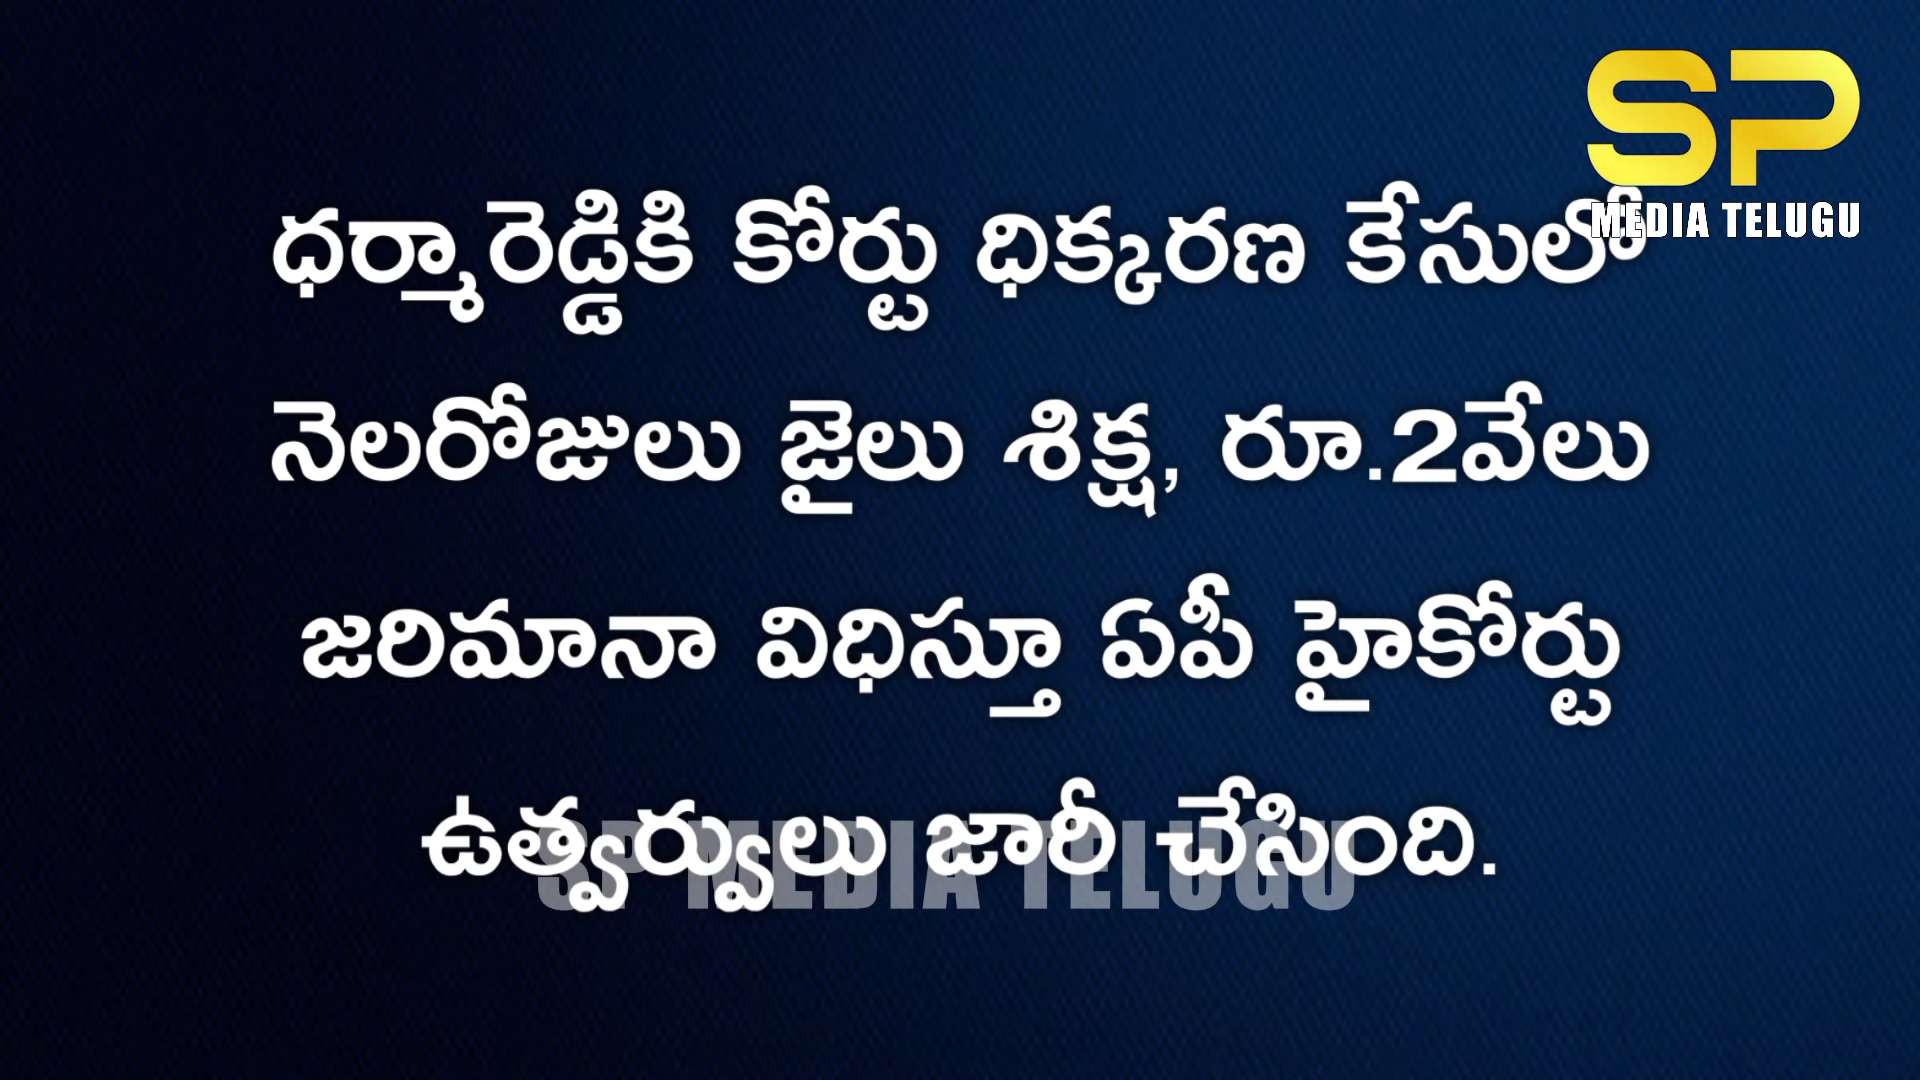 SP
MEDIA TELUGU
ధర్మారెడ్డికి కోర్టు ధిక్కరణ కేసులో
నెలరోజులు జైలు శిక్ష, రూ.2వేలు
జరిమానా విధిస్తూ ఏపీ హైకోర్టు
ఉత్వర్వులు జారీ చేసింది.
SP MEDIA TELUGU